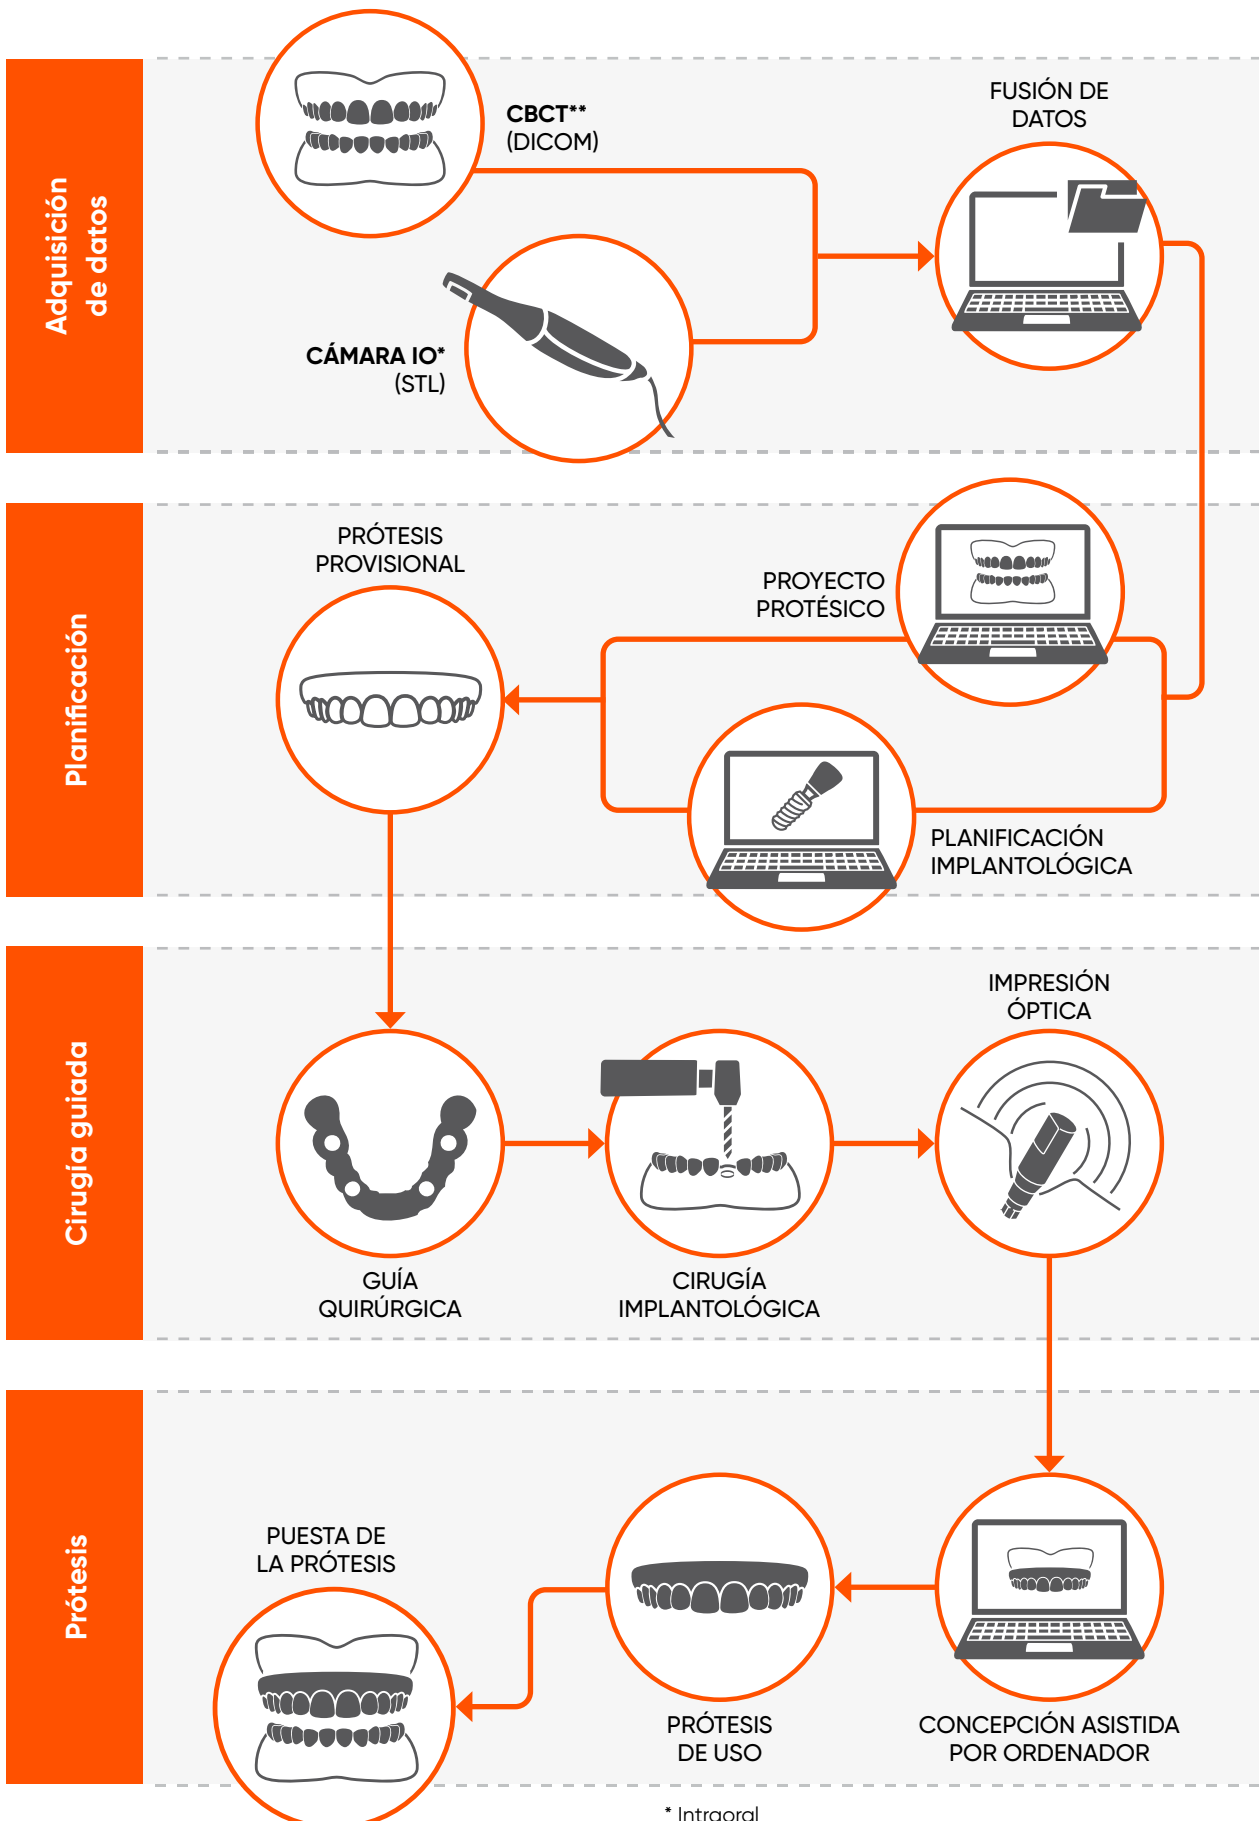 Adquisición
de datos
CBCT**
(DICOM)
FUSIÓN DE
DATOS
CÁMARA IO*
(STL)
Planificación
PRÓTESIS
PROVISIONAL
PROYECTO
PROTÉSICO
PLANIFICACIÓN
IMPLANTOLÓGICA
Cirugía guiada
IMPRESIÓN
ÓPTICA
GUÍA
QUIRÚRGICA
CIRUGÍA
IMPLANTOLÓGICA
Prótesis
PUESTA DE
LA PRÓTESIS
PRÓTESIS
DE USO
CONCEPCIÓN ASISTIDA
POR ORDENADOR
* Intraoral